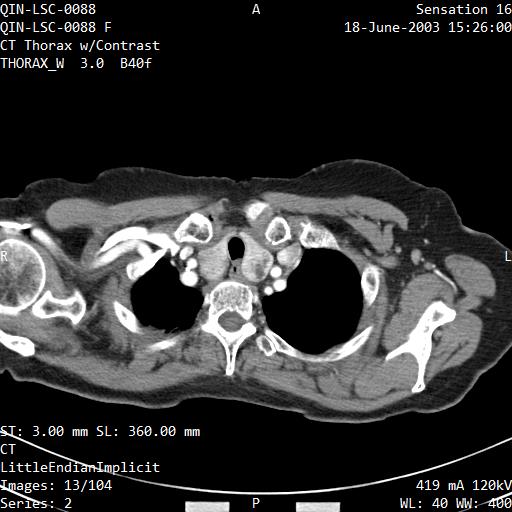 QIN-LSC-0088
A
Sensation 16
QIN-LSC-0088 F
18-June-2003 15:26:00
CT Thorax w/Contrast
THORAX_W 3.0 B40f
R
L
ST: 3.00 mm SL: 360.00 mm
CT
LittleEndianImplicit
Images: 13/104
419 mA 120kV
Series: 2
P
WL: 40 WW: 400